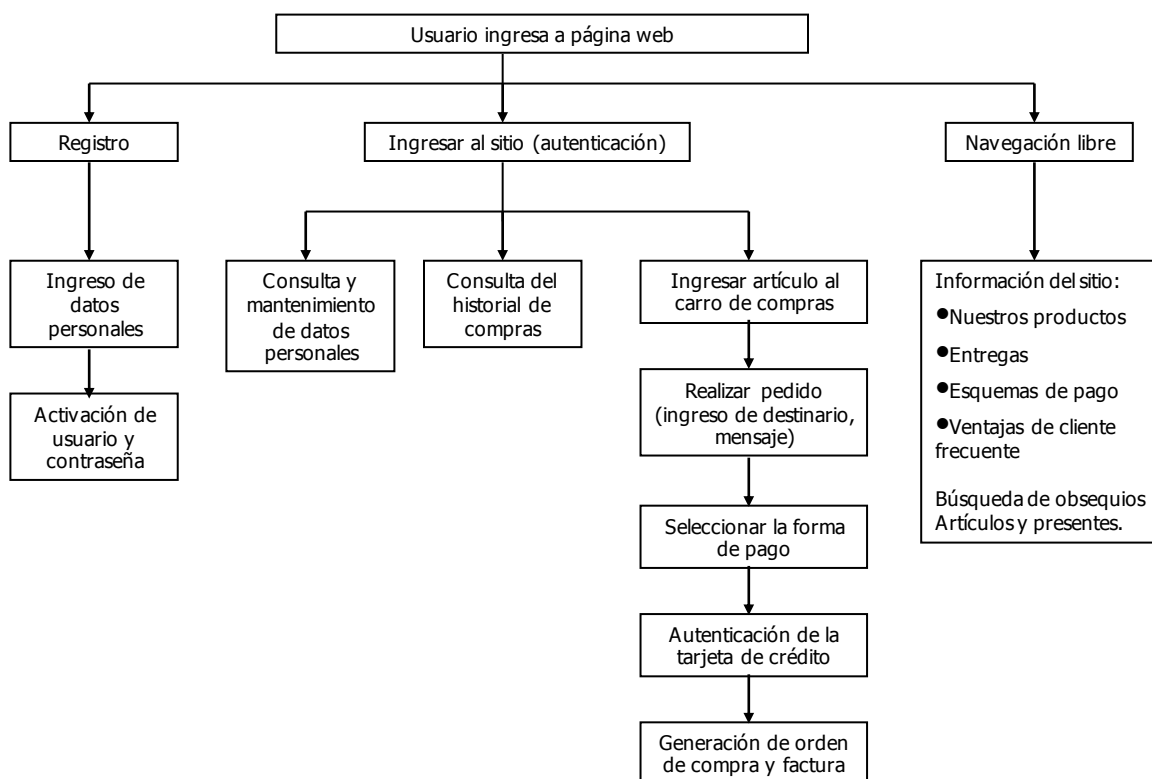 Usuario ingresa a página web
Registro
Ingresar al sitio (autenticación)
Navegación libre
Ingreso de
datos
personales
Consulta y
mantenimiento
de datos
personales
Consulta del
historial de
compras
Ingresar artículo al
carro de compras
Información del sitio:
●Nuestros productos
●Entregas
●Esquemas de pago
●Ventajas de cliente
frecuente
Búsqueda de obsequios
Artículos y presentes.
Activación de
usuario y
contraseña
Realizar pedido
(ingreso de destinario,
mensaje)
Seleccionar la forma
de pago
Autenticación de la
tarjeta de crédito
Generación de orden
de compra y factura